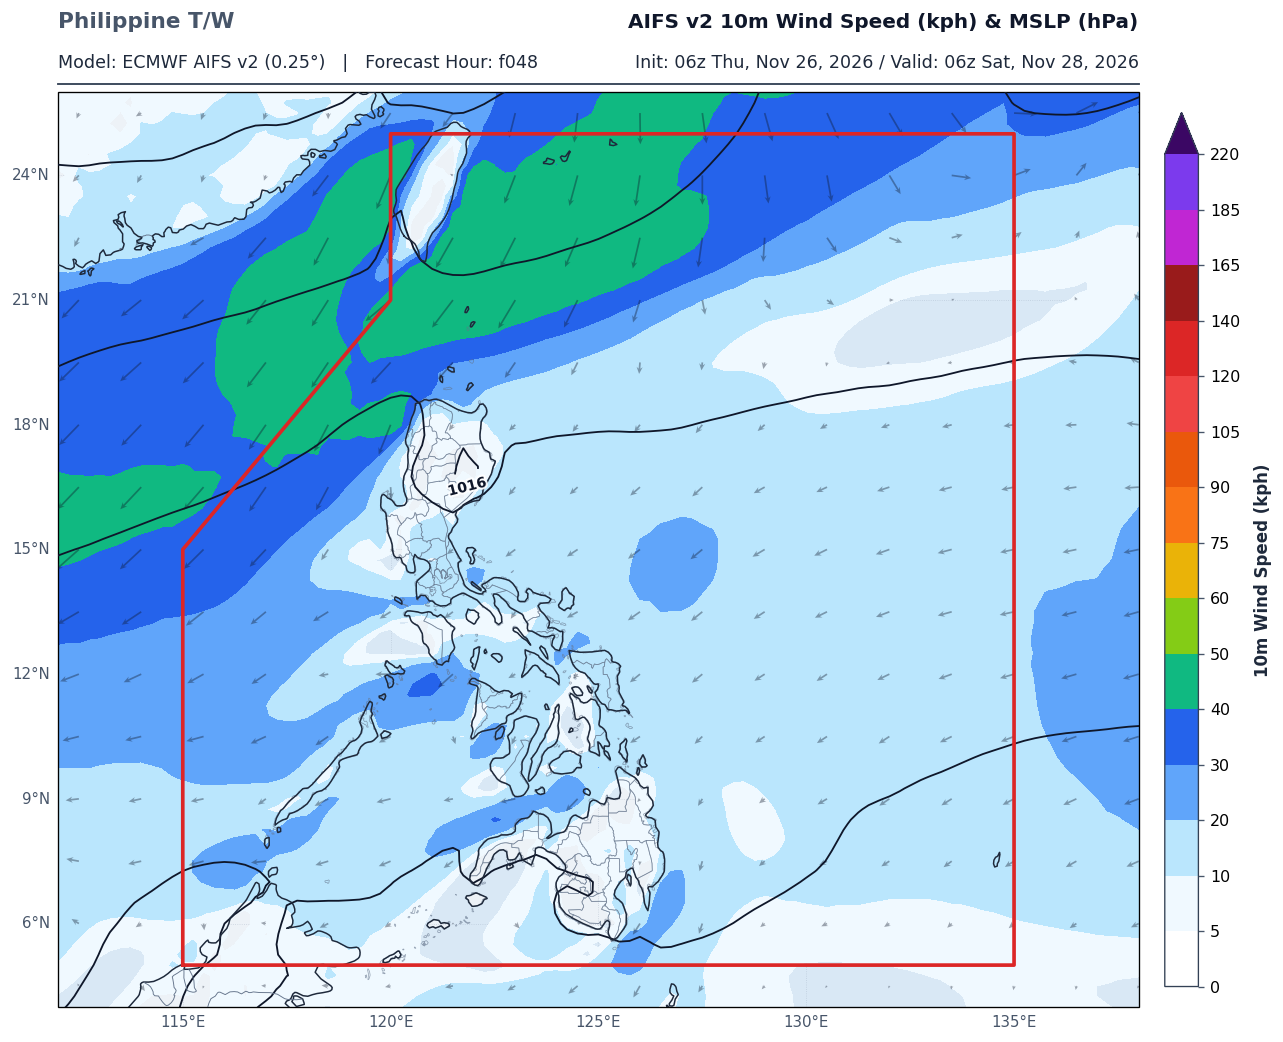 Philippine T/W
AIFS v2 10m Wind Speed (kph) & MSLP (hPa)
Model: ECMWF AIFS v2 (0.25°) | Forecast Hour: f048
Init: 06z Thu, Nov 26, 2026 / Valid: 06z Sat, Nov 28, 2026
24°N
21°N
18°N
15°N
12°N
9°N
6°N
1016
115°E
120°E
125°E
130°E
135°E
220
185
165
140
120
105
90
75
60
50
40
30
20
10
5
0
10m Wind Speed (kph)